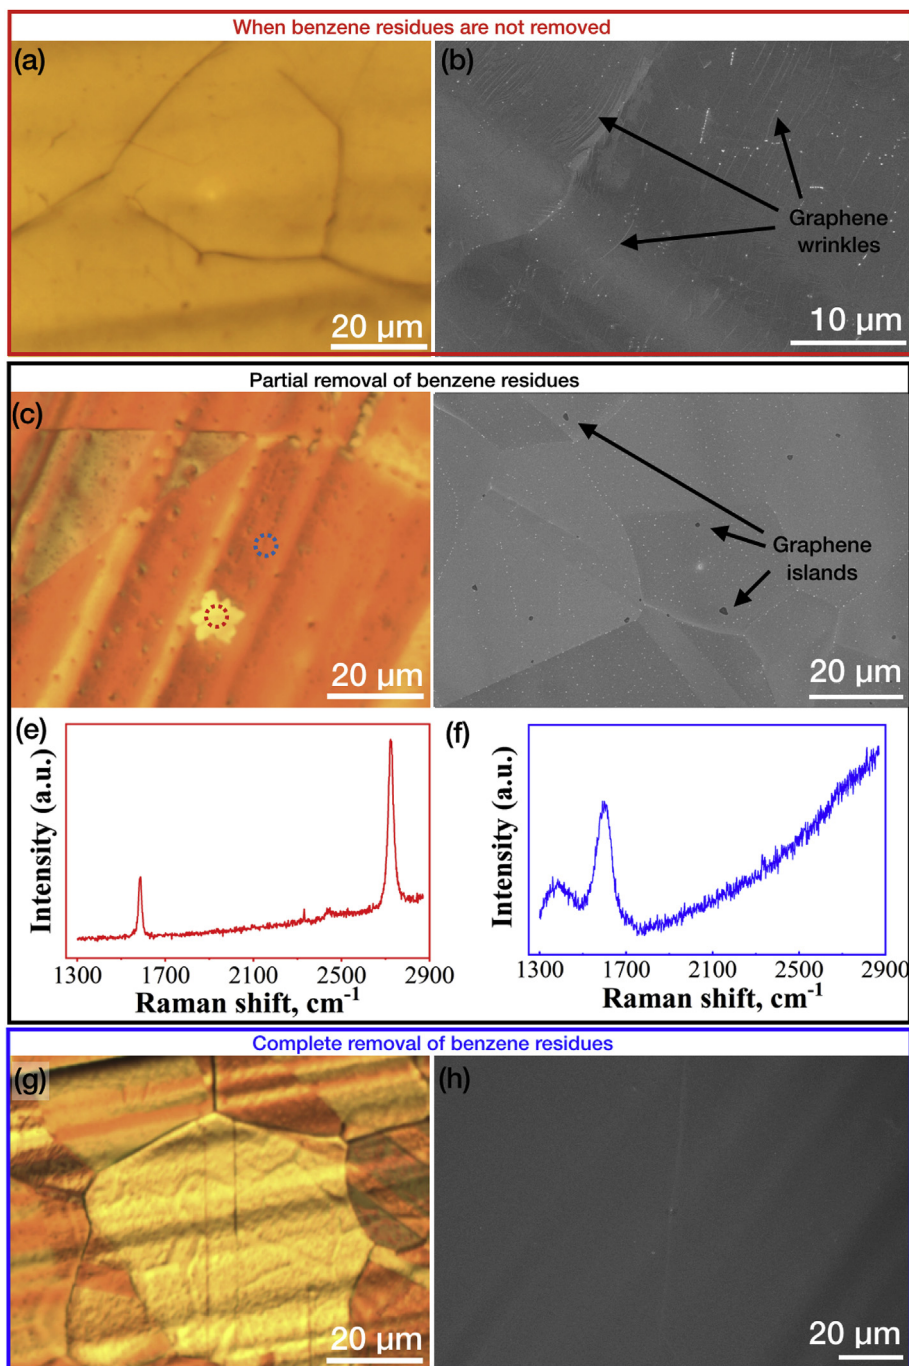 When benzene residues are not removed
(a)
20 µm
(b)
Graphene
wrinkles
10 µm
Partial removal of benzene residues
(c)
20 µm
Graphene
islands
20 µm
(e)
Intensity (a.u.)
1300 1700 2100 2500 2900
Raman shift, cm-1
(f)
Intensity (a.u.)
1300 1700 2100 2500 2900
Raman shift, cm-1
Complete removal of benzene residues
(g)
20 µm
(h)
20 µm